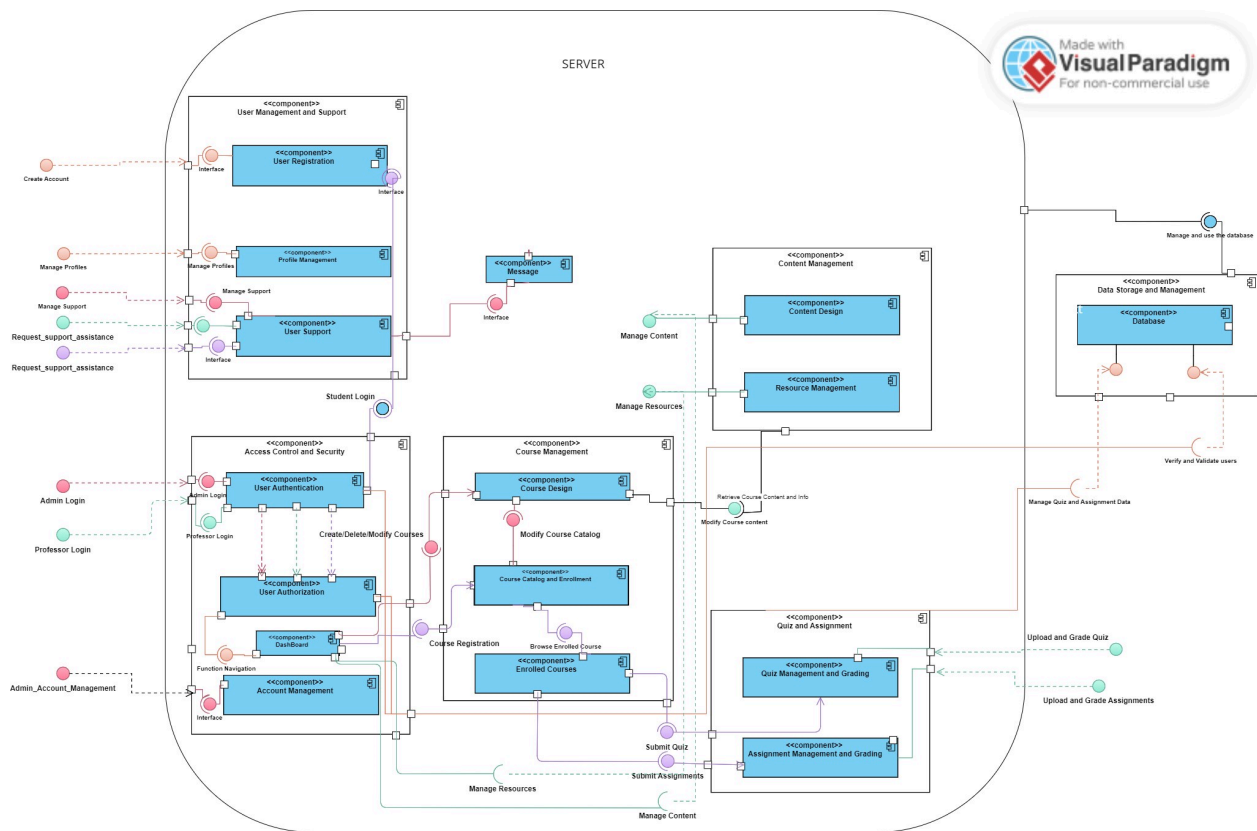 SERVER
Made with
Visual Paradigm
For non-commercial use
<<component>>
User Management and Support
<<component>>
User Registration
Interface
Interface
Create Account
<<component>>
Profile Management
Manage Profiles
Manage Profiles
Manage Support
Manage Support
<<component>>
User Support
Request_support_assistance
Request_support_assistance
Interface
<<component>>
Message
Interface
<<component>>
Content Management
<<component>>
Content Design
Manage Content
<<component>>
Resource Management
Manage Resources
Manage and use the database
<<component>>
Data Storage and Management
<<component>>
Database
Student Login
<<component>>
Access Control and Security
<<component>>
User Authentication
Admin Login
Admin Login
Professor Login
Professor Login
Create/Delete/Modify Courses
<<component>>
User Authorization
<<component>>
DashBoard
Function Navigation
<<component>>
Account Management
Admin_Account_Management
Interface
<<component>>
Course Management
<<component>>
Course Design
Modify Course Catalog
<<component>>
Course Catalog and Enrollment
Course Registration
Browse Enrolled Course
<<component>>
Enrolled Courses
Retrieve Course Content and Info
Modify Course content
Verify and Validate users
Manage Quiz and Assignment Data
<<component>>
Quiz and Assignment
<<component>>
Quiz Management and Grading
Upload and Grade Quiz
Upload and Grade Assignments
Submit Quiz
<<component>>
Assignment Management and Grading
Submit Assignments
Manage Resources
Manage Content